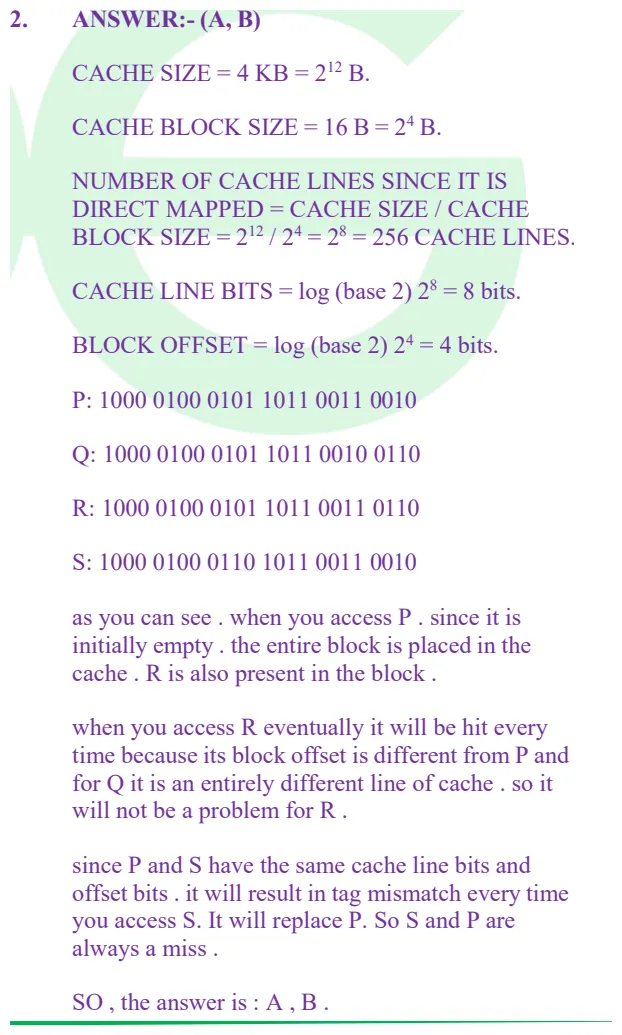 2. ANSWER:- (A, B)
CACHE SIZE = 4 KB = 2¹² B.
CACHE BLOCK SIZE = 16 B = 2⁴ B.
NUMBER OF CACHE LINES SINCE IT IS
DIRECT MAPPED = CACHE SIZE / CACHE
BLOCK SIZE = 2¹² / 2⁴ = 2⁸ = 256 CACHE LINES.
CACHE LINE BITS = log (base 2) 2⁸ = 8 bits.
BLOCK OFFSET = log (base 2) 2⁴ = 4 bits.
P: 1000 0100 0101 1011 0011 0010
Q: 1000 0100 0101 1011 0010 0110
R: 1000 0100 0101 1011 0011 0110
S: 1000 0100 0110 1011 0011 0010
as you can see . when you access P . since it is
initially empty . the entire block is placed in the
cache . R is also present in the block .
when you access R eventually it will be hit every
time because its block offset is different from P and
for Q it is an entirely different line of cache . so it
will not be a problem for R .
since P and S have the same cache line bits and
offset bits . it will result in tag mismatch every time
you access S. It will replace P. So S and P are
always a miss .
SO , the answer is : A , B .